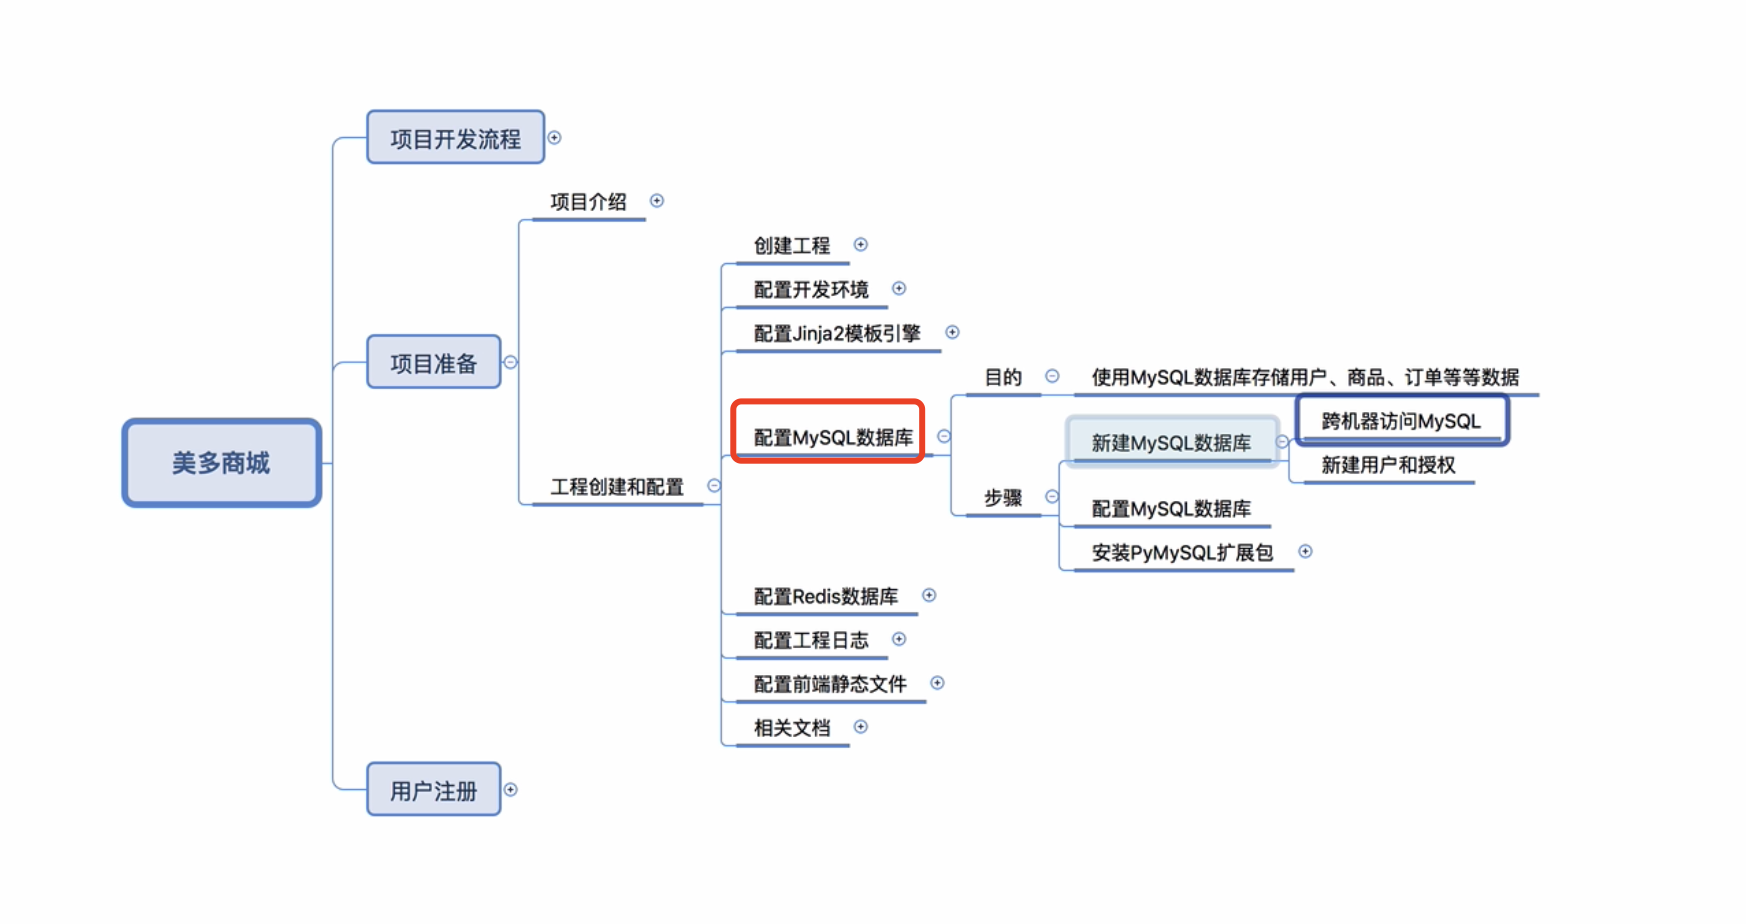 美多商城
项目开发流程
项目准备
项目介绍
工程创建和配置
创建工程
配置开发环境
配置Jinja2模板引擎
配置MySQL数据库
目的
使用MySQL数据库存储用户、商品、订单等等数据
步骤
新建MySQL数据库
跨机器访问MySQL
新建用户和授权
配置MySQL数据库
安装PyMySQL扩展包
配置Redis数据库
配置工程日志
配置前端静态文件
相关文档
用户注册